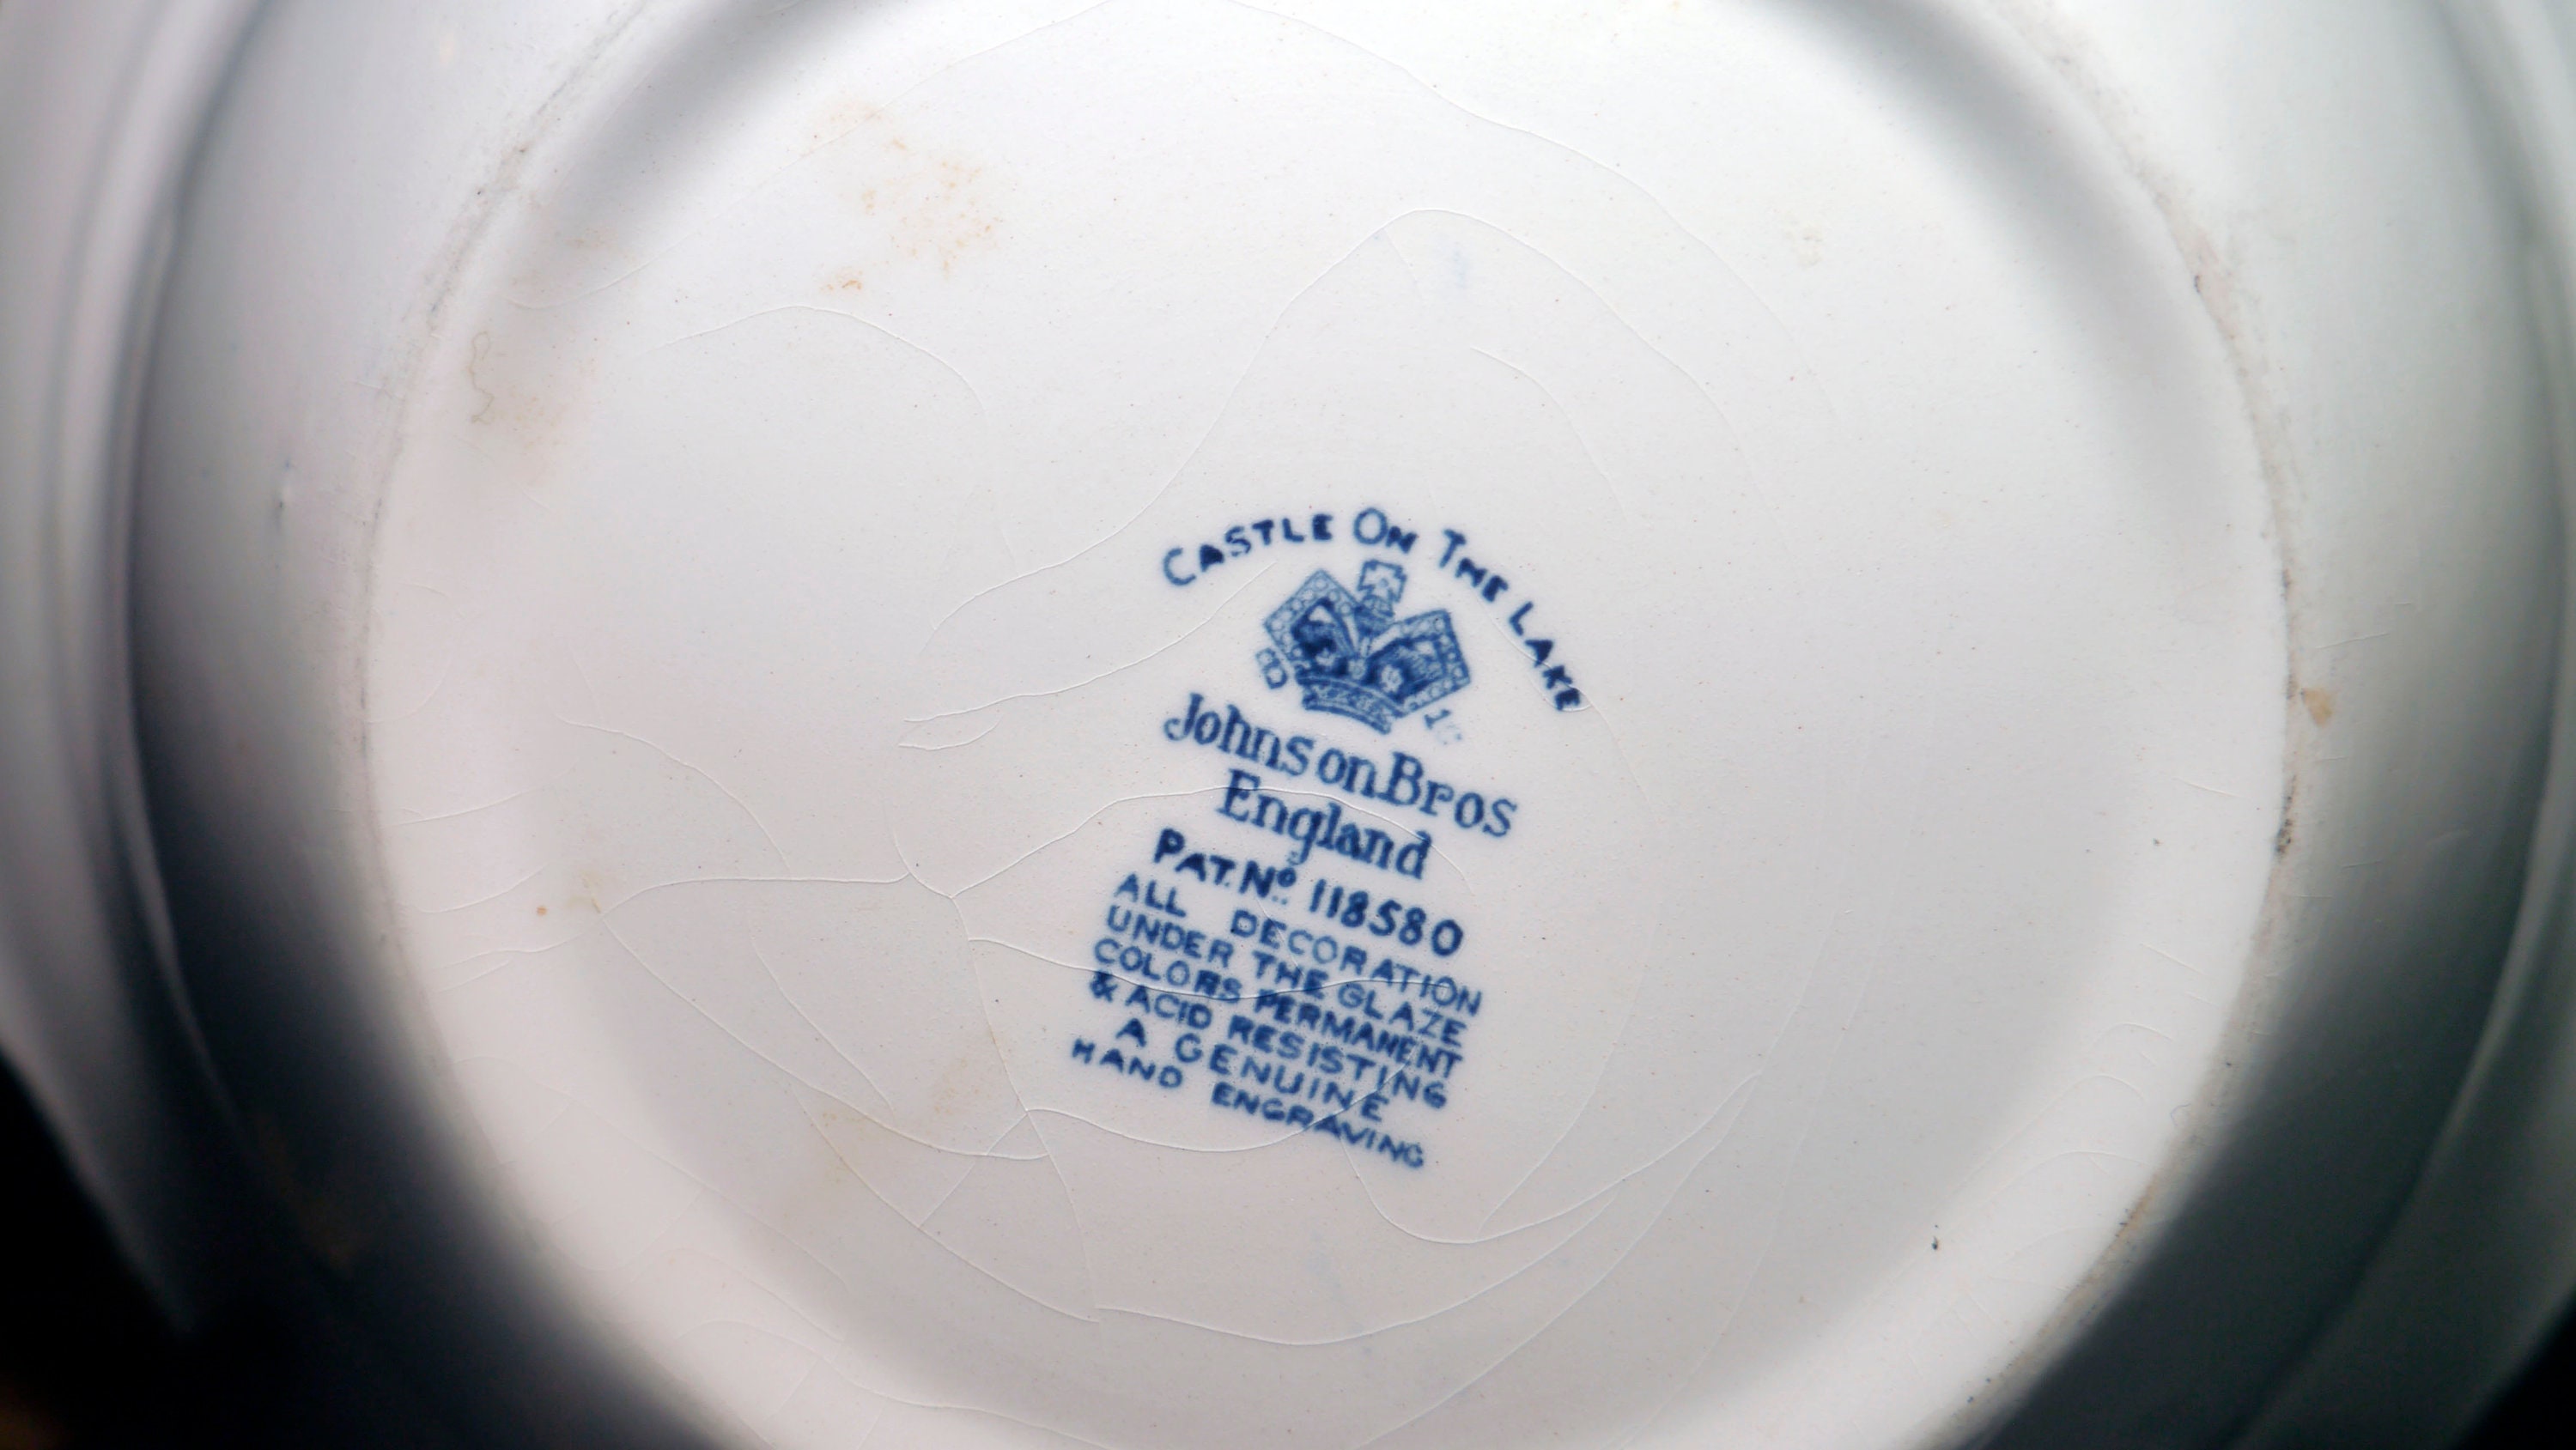 CASTLE ON THE LAKE
Johnson Bros
England
PAT. Nº. 118580
ALL DECORATION
UNDER THE GLAZE
COLORS PERMANENT
& ACID RESISTING
A GENUINE
HAND ENGRAVING